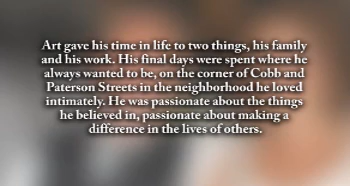 Art gave his time in life to two things, his family
and his work. His final days were spent where he
always wanted to be, on the corner of Cobb and
Paterson Streets in the neighborhood he loved
intimately. He was passionate about the things
he believed in, passionate about making a
difference in the lives of others.